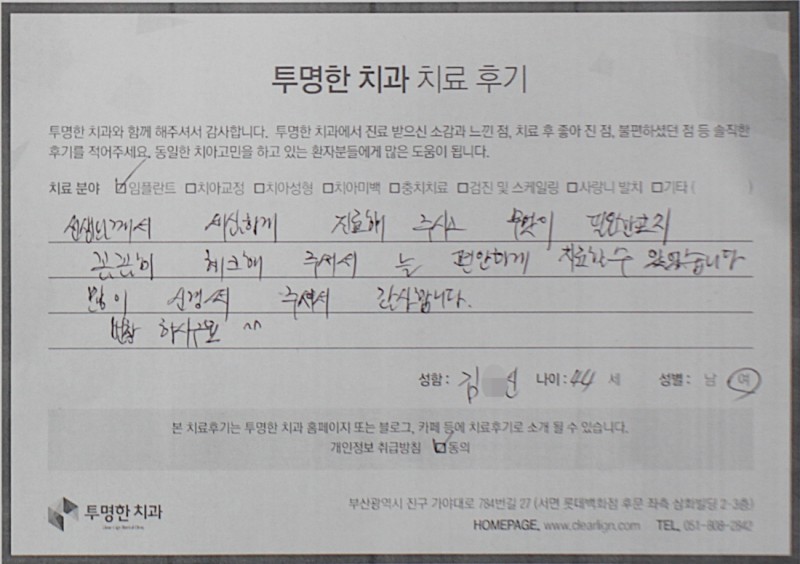 투명한 치과 치료 후기
투명한 치과와 함께 해주셔서 감사합니다. 투명한 치과에서 진료 받으신 소감과 느낀 점, 치료 후 좋아 진 점, 불편하셨던 점 등 솔직한
후기를 적어주세요. 동일한 치아고민을 하고 있는 환자분들에게 많은 도움이 됩니다.
치료 분야 ☑임플란트 □치아교정 □치아성형 □치아미백 □충치치료 □검진 및 스케일링 □사랑니 발치 □기타 ( )
선생님께서 세심하게 진료해 주시고 무엇이 필요한지
꼼꼼이 체크해 주셔서 늘 편안하게 치료할 수 있었습니다
많이 신경써 주셔서 감사합니다.
번창 하시구요 ^^
성함: 김 나이: 44 세 성별: 남 여
본 치료후기는 투명한 치과 홈페이지 또는 블로그, 카페 등에 치료후기로 소개 될 수 있습니다.
개인정보 취급방침 ☑동의
투명한 치과
부산광역시 진구 가야대로 784번길 27 (서면 롯데백화점 후문 좌측 삼화빌딩 2-3층)
HOMEPAGE. www.clearlign.com TEL. 051-808-2842